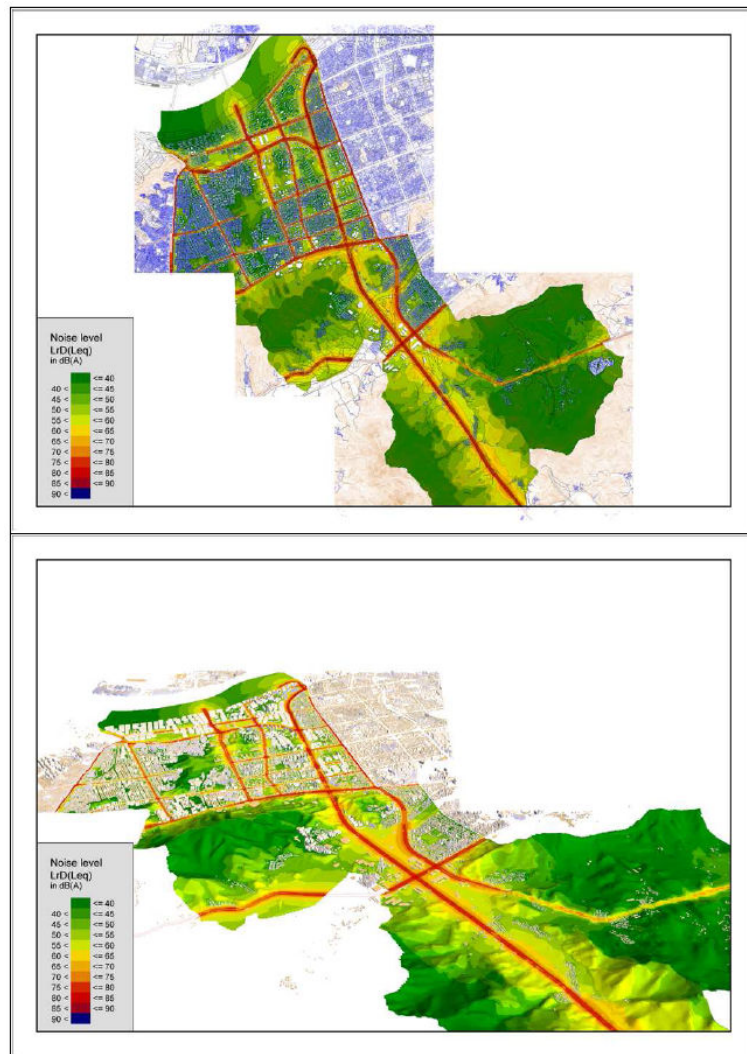 Noise level
LrD(Leq)
in dB(A)
<= 40
40 < <= 45
45 < <= 50
50 < <= 55
55 < <= 60
60 < <= 65
65 < <= 70
70 < <= 75
75 < <= 80
80 < <= 85
85 < <= 90
90 <
Noise level
LrD(Leq)
in dB(A)
<= 40
40 < <= 45
45 < <= 50
50 < <= 55
55 < <= 60
60 < <= 65
65 < <= 70
70 < <= 75
75 < <= 80
80 < <= 85
85 < <= 90
90 <